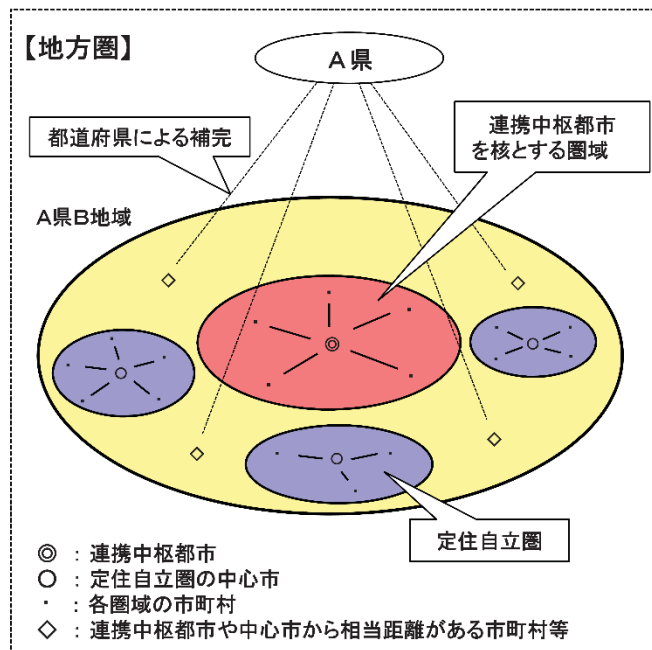 【地方圏】
A県
都道府県による補完
連携中枢都市
を核とする圏域
A県B地域
定住自立圏
◎ : 連携中枢都市
○ : 定住自立圏の中心市
・ : 各圏域の市町村
◇ : 連携中枢都市や中心市から相当距離がある市町村等